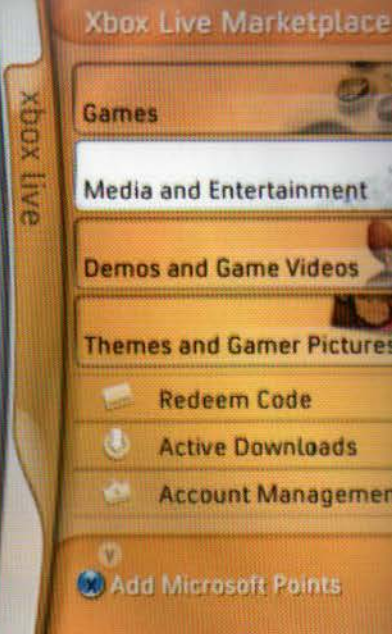 Xbox Live Marketplace
xbox live
Games
Media and Entertainment
Demos and Game Videos
Themes and Gamer Pictures
Redeem Code
Active Downloads
Account Managemen
Y
X Add Microsoft Points